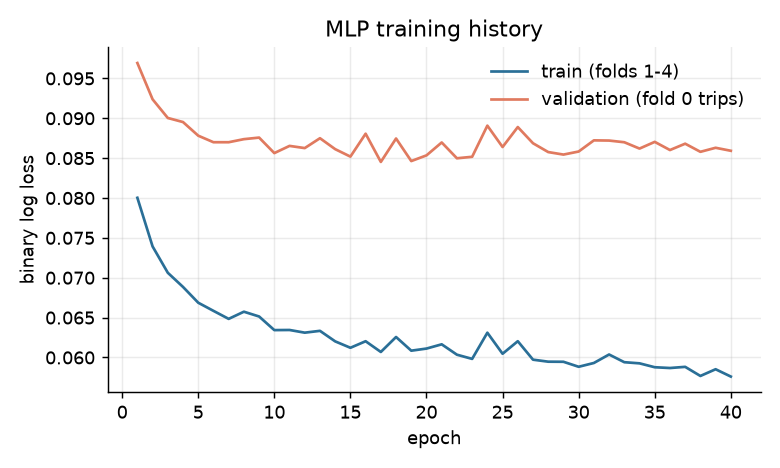 MLP training history
train (folds 1-4)
validation (fold 0 trips)
binary log loss
0.095
0.090
0.085
0.080
0.075
0.070
0.065
0.060
0 5 10 15 20 25 30 35 40
epoch